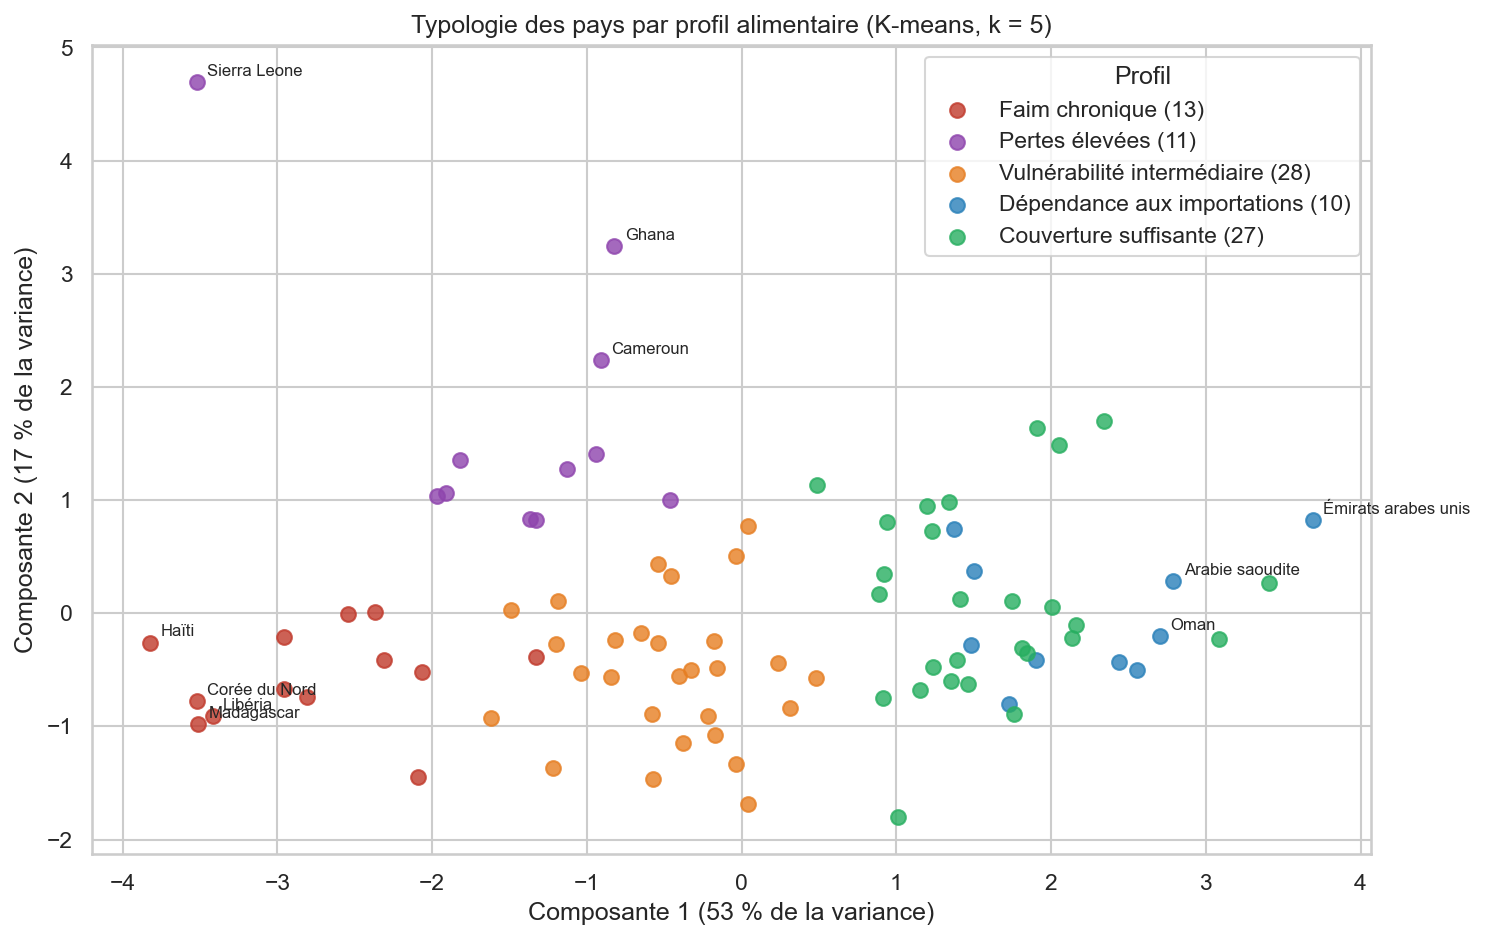 Typologie des pays par profil alimentaire (K-means, k = 5)
5
4
3
2
1
0
−1
−2
Composante 2 (17 % de la variance)
Profil
Faim chronique (13)
Pertes élevées (11)
Vulnérabilité intermédiaire (28)
Dépendance aux importations (10)
Couverture suffisante (27)
Sierra Leone
Ghana
Cameroun
Émirats arabes unis
Arabie saoudite
Oman
Haïti
Corée du Nord
Libéria
Madagascar
−4
−3
−2
−1
0
1
2
3
4
Composante 1 (53 % de la variance)